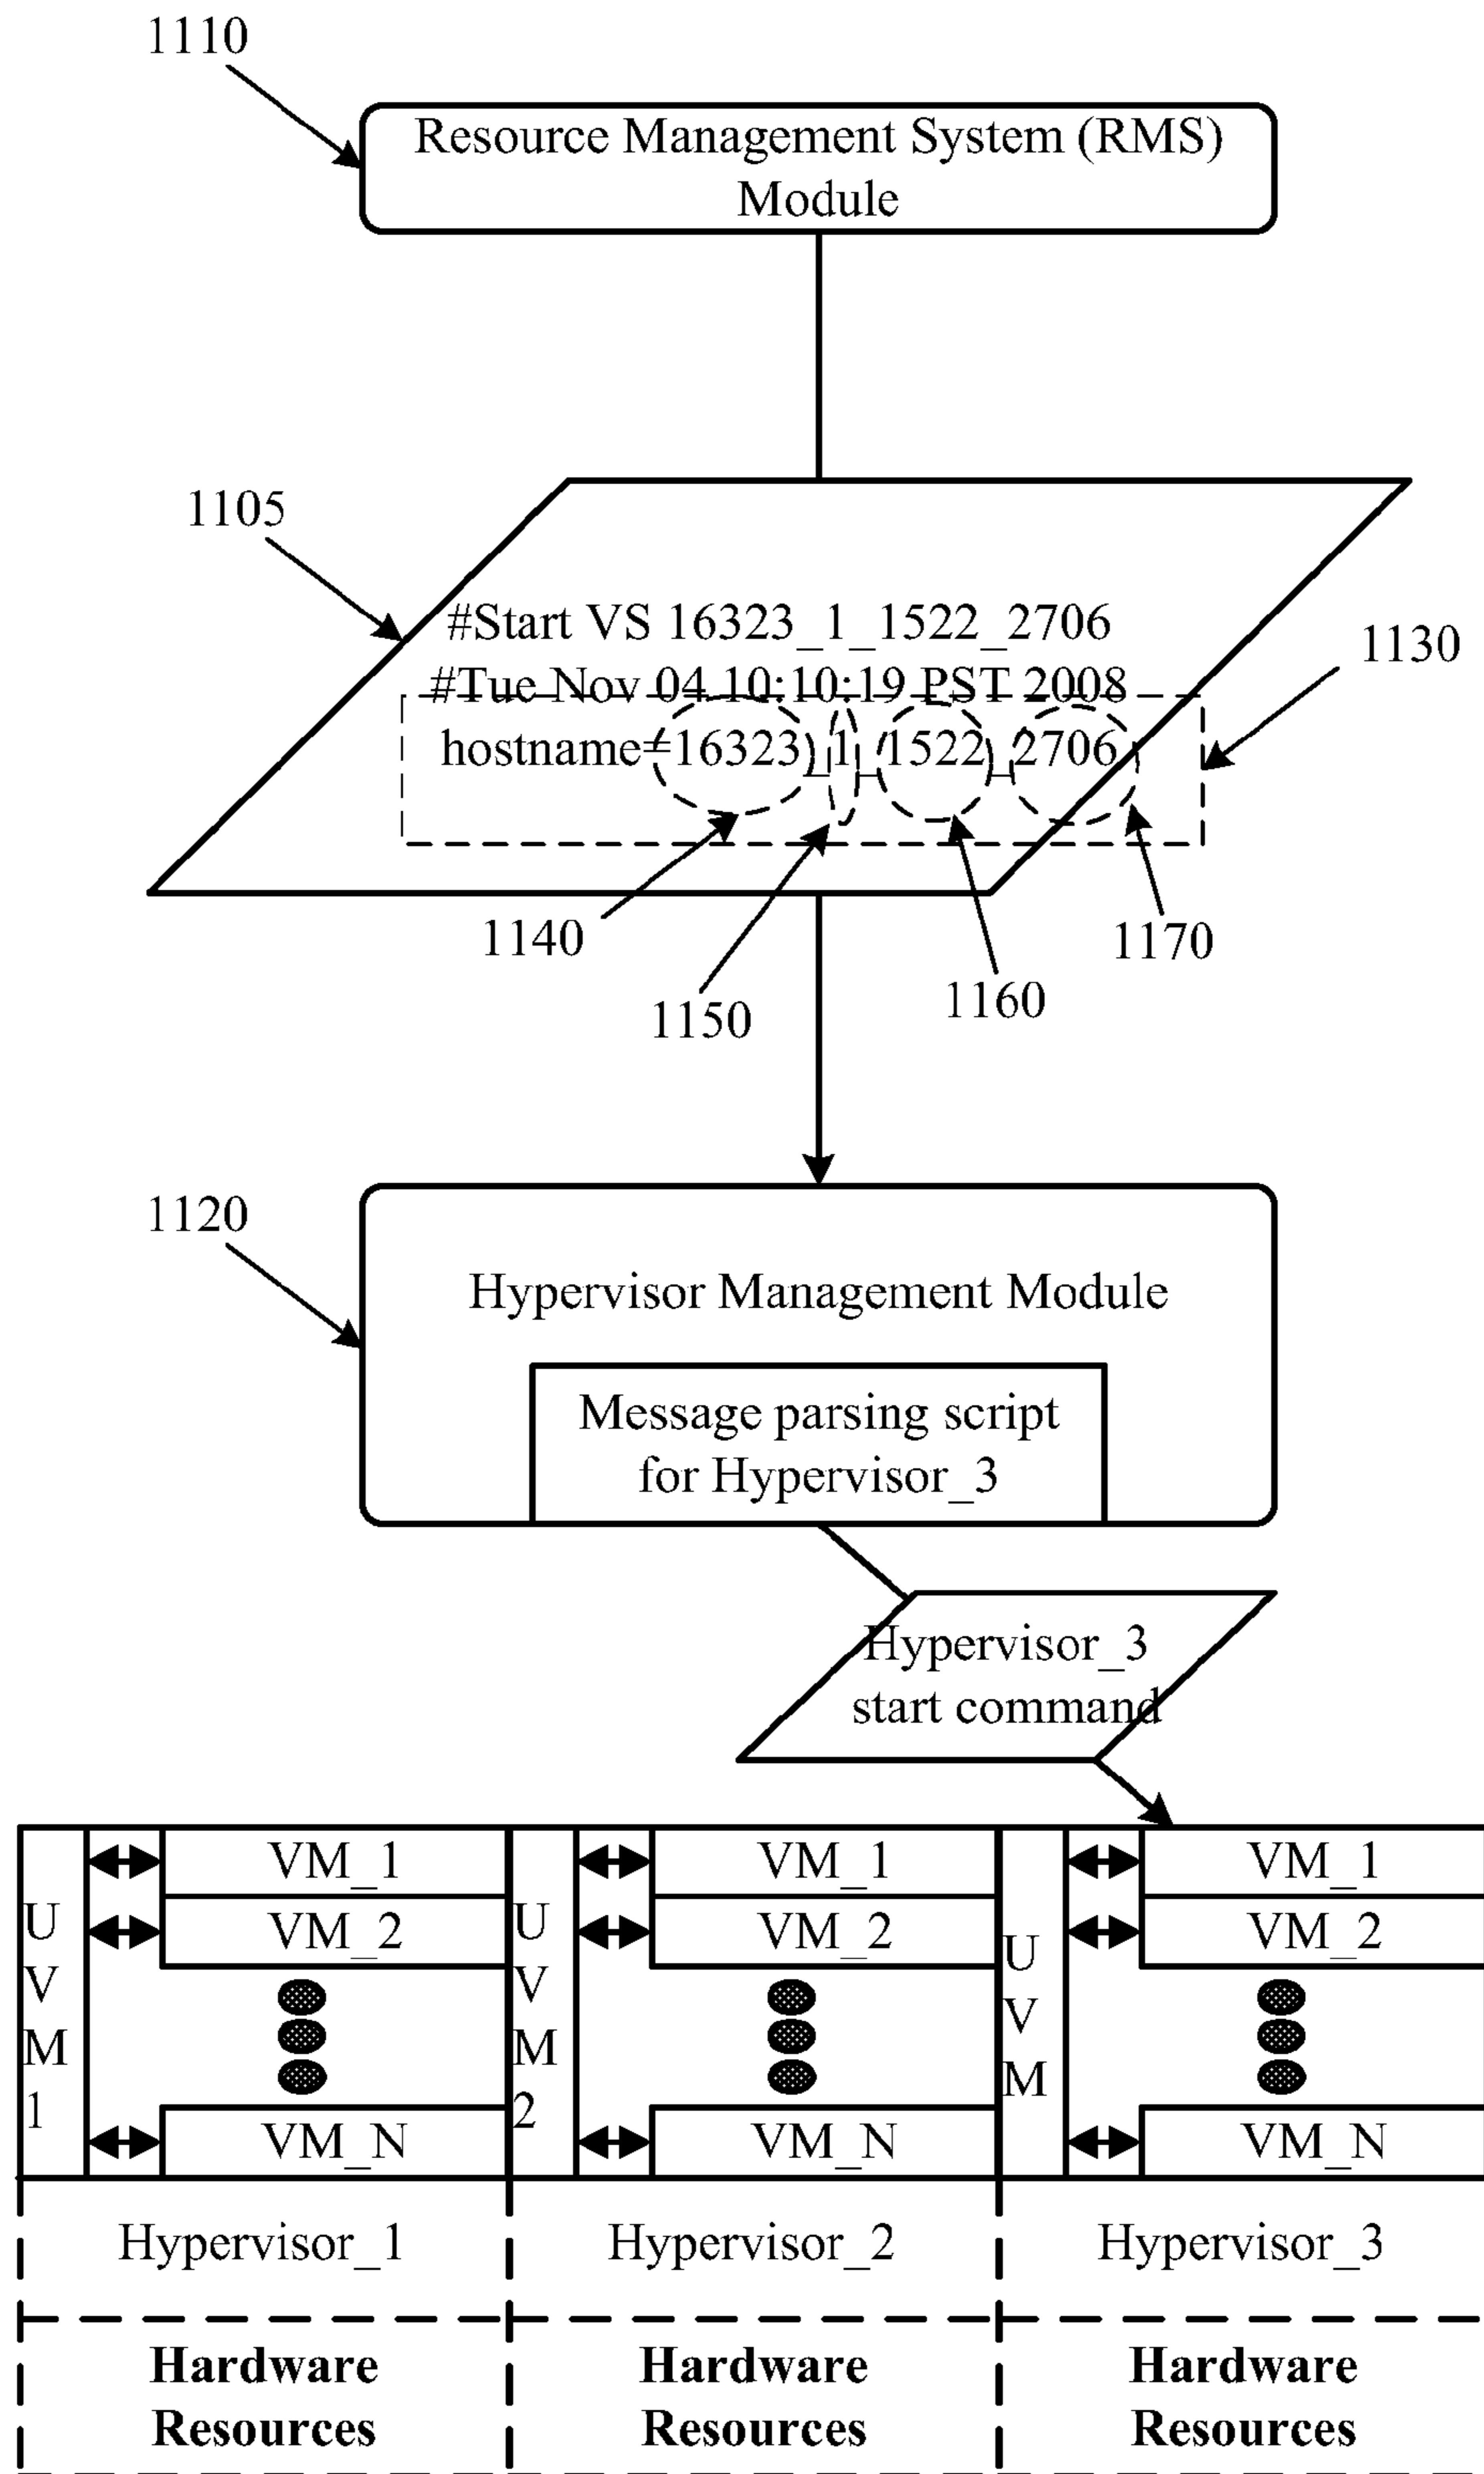 1110
Resource Management System (RMS)
Module
1105
#Start VS 16323_1_1522_2706
#Tue Nov 04 10:10:19 PST 2008
1130
hostname=16323_1_1522_2706
1140
1170
1150
1160
1120
Hypervisor Management Module
Message parsing script
for Hypervisor_3
Hypervisor_3
start command
U
V
M
1
VM_1
VM_2
VM_N
U
V
M
2
VM_1
VM_2
VM_N
U
V
M
VM_1
VM_2
VM_N
Hypervisor_1
Hypervisor_2
Hypervisor_3
Hardware
Resources
Hardware
Resources
Hardware
Resources